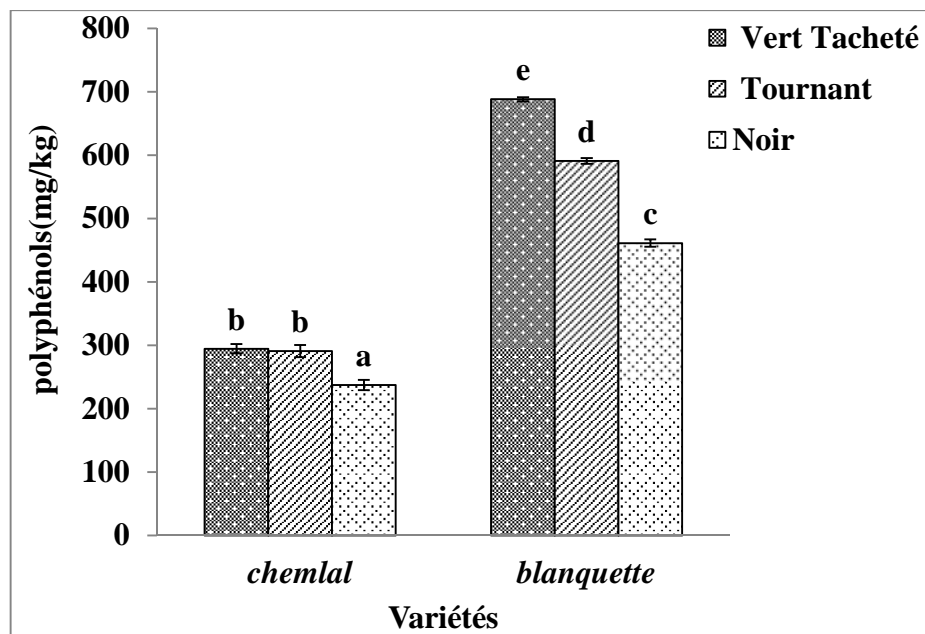 800
700
600
500
400
300
200
100
0
polyphénols(mg/kg)
b
b
a
e
d
c
chemlal
blanquette
Variétés
Vert Tacheté
Tournant
Noir